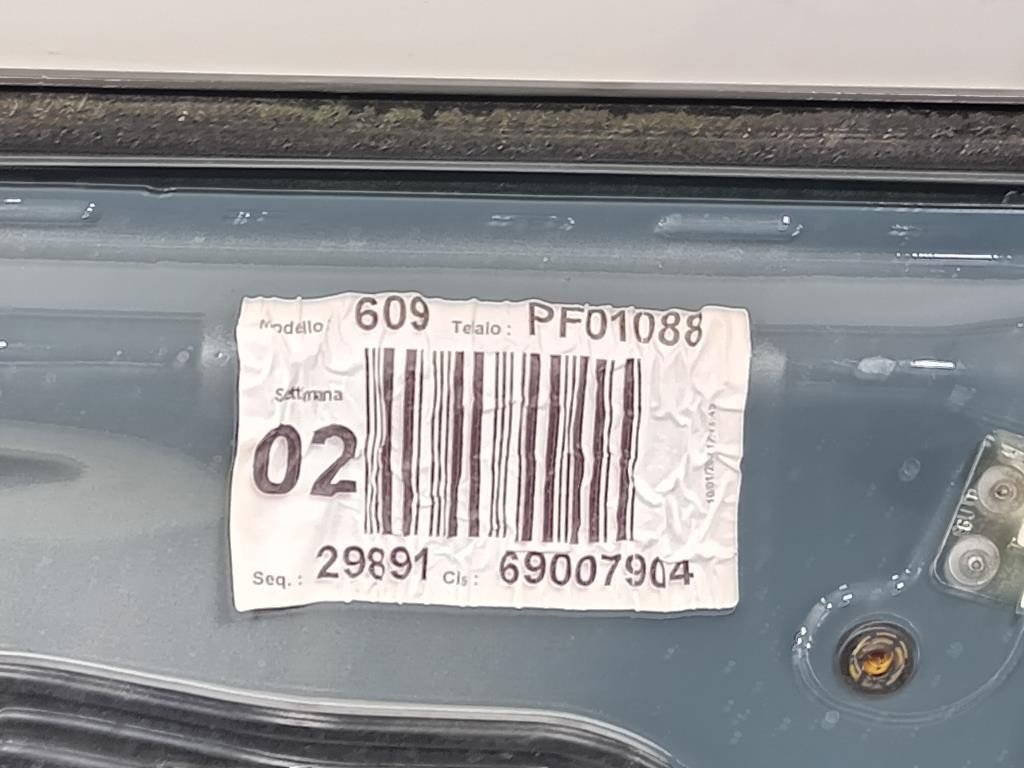 Modello: 609 Telaio: PF01088
Settimana
02
Seq.: 29891 Cls: 69007904